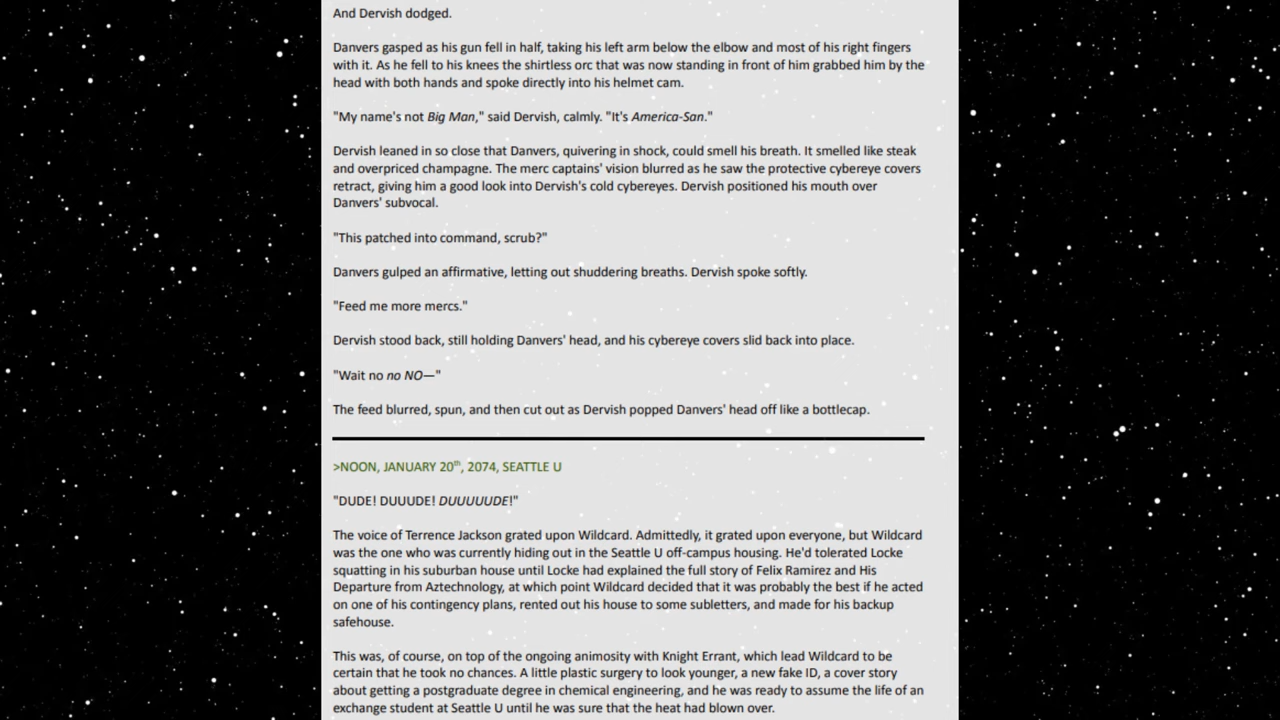 And Dervish dodged.
Danvers gasped as his gun fell in half, taking his left arm below the elbow and most of his right fingers
with it. As he fell to his knees the shirtless orc that was now standing in front of him grabbed him by the
head with both hands and spoke directly into his helmet cam.
"My name's not Big Man," said Dervish, calmly. "It's America-San."
Dervish leaned in so close that Danvers, quivering in shock, could smell his breath. It smelled like steak
and overpriced champagne. The merc captains' vision blurred as he saw the protective cybereye covers
retract, giving him a good look into Dervish's cold cybereyes. Dervish positioned his mouth over
Danvers' subvocal.
"This patched into command, scrub?"
Danvers gulped an affirmative, letting out shuddering breaths. Dervish spoke softly.
"Feed me more mercs."
Dervish stood back, still holding Danvers' head, and his cybereye covers slid back into place.
"Wait no no NO—"
The feed blurred, spun, and then cut out as Dervish popped Danvers' head off like a bottlecap.
>NOON, JANUARY 20th, 2074, SEATTLE U
"DUDE! DUUUDE! DUUUUUDE!"
The voice of Terrence Jackson grated upon Wildcard. Admittedly, it grated upon everyone, but Wildcard
was the one who was currently hiding out in the Seattle U off-campus housing. He'd tolerated Locke
squatting in his suburban house until Locke had explained the full story of Felix Ramirez and His
Departure from Aztechnology, at which point Wildcard decided that it was probably the best if he acted
on one of his contingency plans, rented out his house to some subletters, and made for his backup
safehouse.
This was, of course, on top of the ongoing animosity with Knight Errant, which lead Wildcard to be
certain that he took no chances. A little plastic surgery to look younger, a new fake ID, a cover story
about getting a postgraduate degree in chemical engineering, and he was ready to assume the life of an
exchange student at Seattle U until he was sure that the heat had blown over.